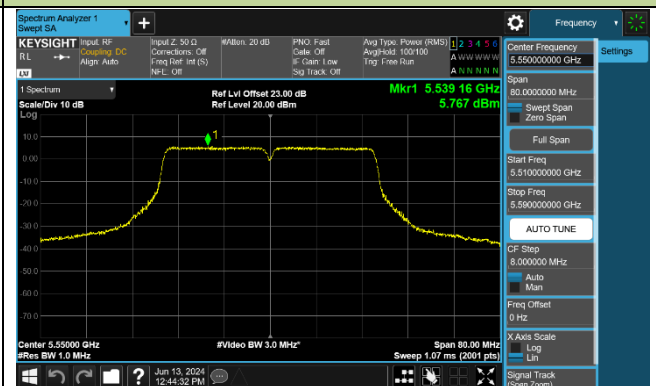 Spectrum Analyzer 1
Swept SA
+
Frequency
KEYSIGHT
RL
LXI
Input: RF
Coupling: DC
Align: Auto
Input Z: 50 Ω
Corrections: Off
Freq Ref: Int (S)
NFE: Off
#Atten: 20 dB
PNO: Fast
Gate: Off
IF Gain: Low
Sig Track: Off
Avg Type: Power (RMS)
Avg|Hold: 100/100
Trig: Free Run
1 2 3 4 5 6
A W W W W W
A N N N N N
1 Spectrum
Scale/Div 10 dB
Log
Ref Lvl Offset 23.00 dB
Ref Level 20.00 dBm
Mkr1 5.539 16 GHz
5.767 dBm
1
10.0
0.00
-10.0
-20.0
-30.0
-40.0
-50.0
-60.0
-70.0
Center 5.55000 GHz
#Res BW 1.0 MHz
#Video BW 3.0 MHz*
Span 80.00 MHz
Sweep 1.07 ms (2001 pts)
Center Frequency
5.550000000 GHz
Settings
Span
80.0000000 MHz
Swept Span
Zero Span
Full Span
Start Freq
5.510000000 GHz
Stop Freq
5.590000000 GHz
AUTO TUNE
CF Step
8.000000 MHz
Auto
Man
Freq Offset
0 Hz
X Axis Scale
Log
Lin
Signal Track
(Span Zoom)
?
Jun 13, 2024
12:44:32 PM